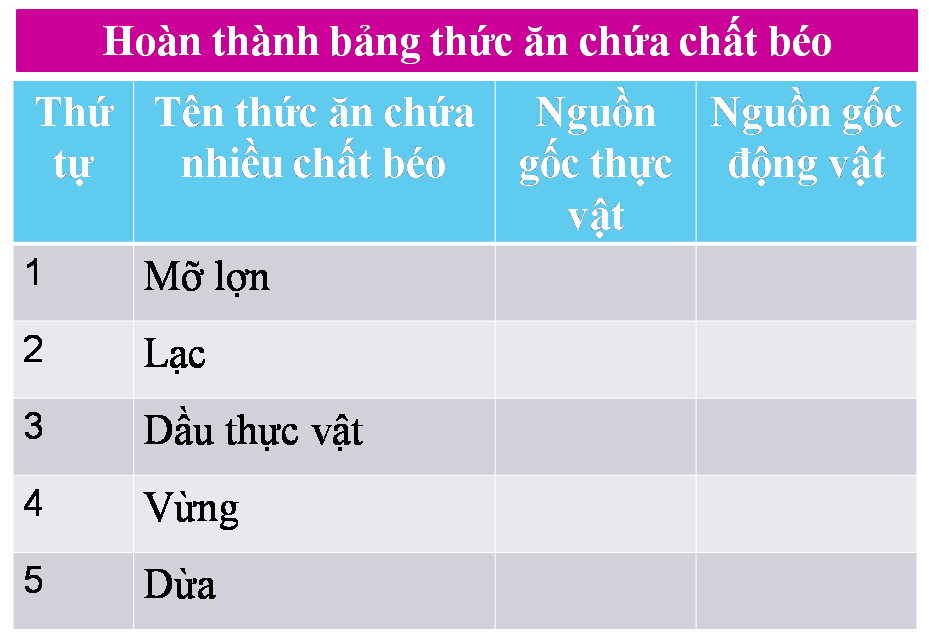 Hoàn thành bảng thức ăn chứa chất béo
Thứ tự
Tên thức ăn chứa nhiều chất béo
Nguồn gốc thực vật
Nguồn gốc động vật
1 Mỡ lợn
2 Lạc
3 Dầu thực vật
4 Vừng
5 Dừa